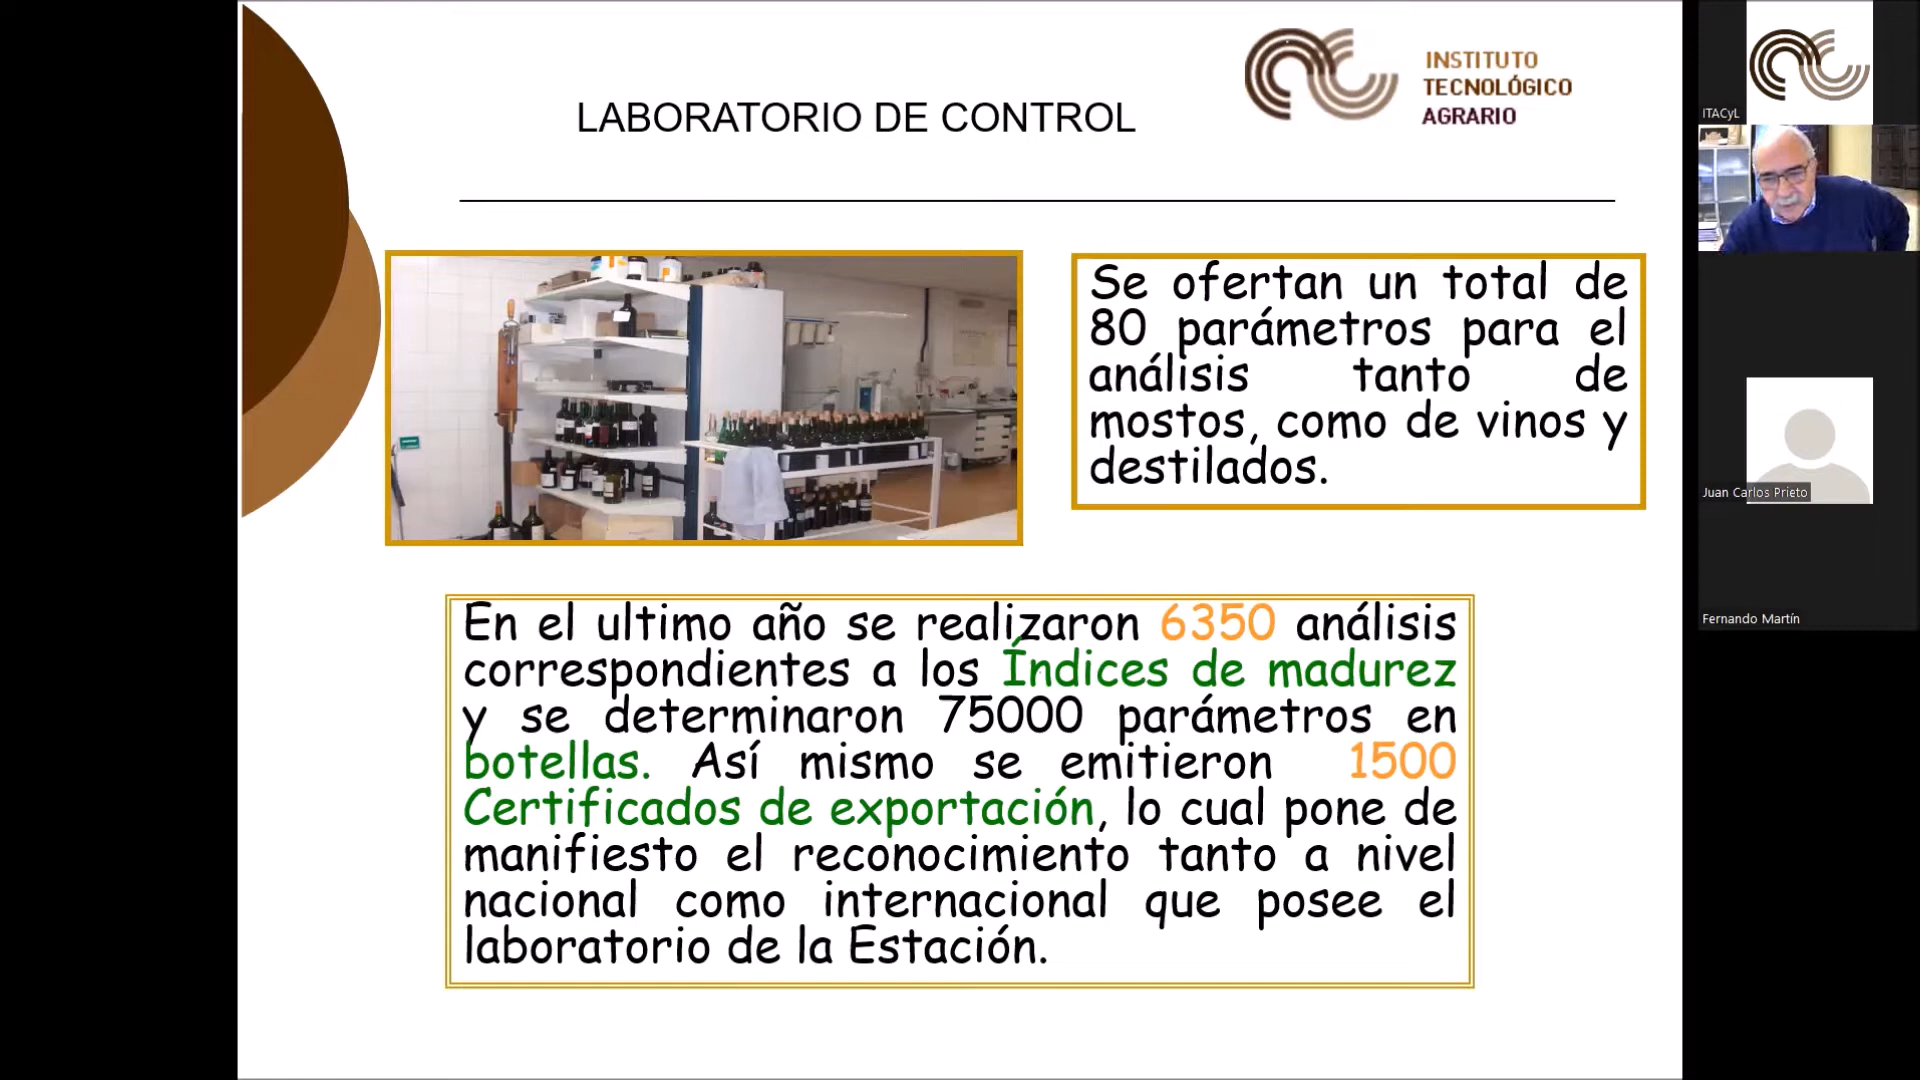 LABORATORIO DE CONTROL
INSTITUTO
TECNOLÓGICO
AGRARIO
Se ofertan un total de
80 parámetros para el
análisis tanto de
mostos, como de vinos y
destilados.
En el ultimo año se realizaron 6350 análisis
correspondientes a los Índices de madurez
y se determinaron 75000 parámetros en
botellas. Así mismo se emitieron 1500
Certificados de exportación, lo cual pone de
manifiesto el reconocimiento tanto a nivel
nacional como internacional que posee el
laboratorio de la Estación.
ITACyL
Juan Carlos Prieto
Fernando Martín